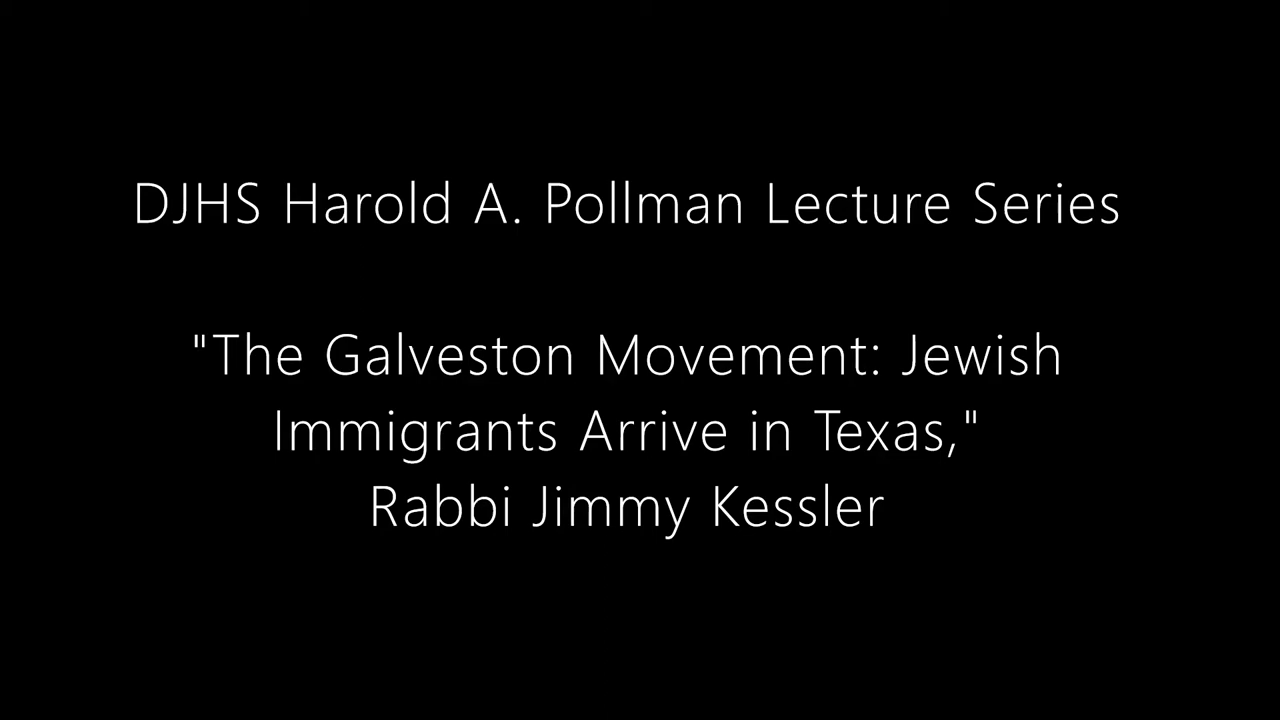 DJHS Harold A. Pollman Lecture Series
"The Galveston Movement: Jewish
Immigrants Arrive in Texas,"
Rabbi Jimmy Kessler